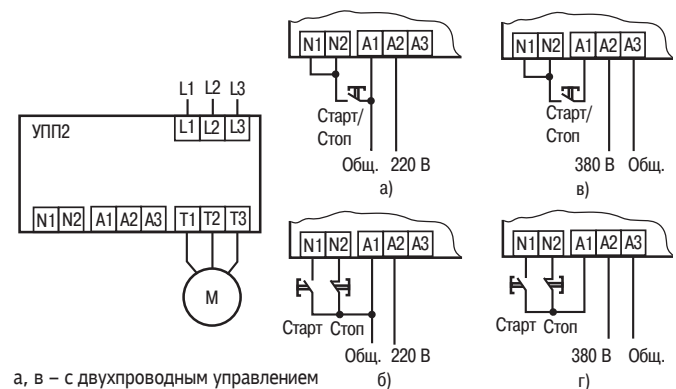 N1 N2 A1 A2 A3
Старт/
Стоп
Общ. 220 В
а)
N1 N2 A1 A2 A3
Старт/
Стоп
380 В Общ.
в)
L1 L2 L3
УПП2
L1 L2 L3
N1 N2 A1 A2 A3 T1 T2 T3
М
N1 N2 A1 A2 A3
Старт Стоп
Общ. 220 В
б)
N1 N2 A1 A2 A3
Старт Стоп
380 В Общ.
г)
а, в – с двухпроводным управлением